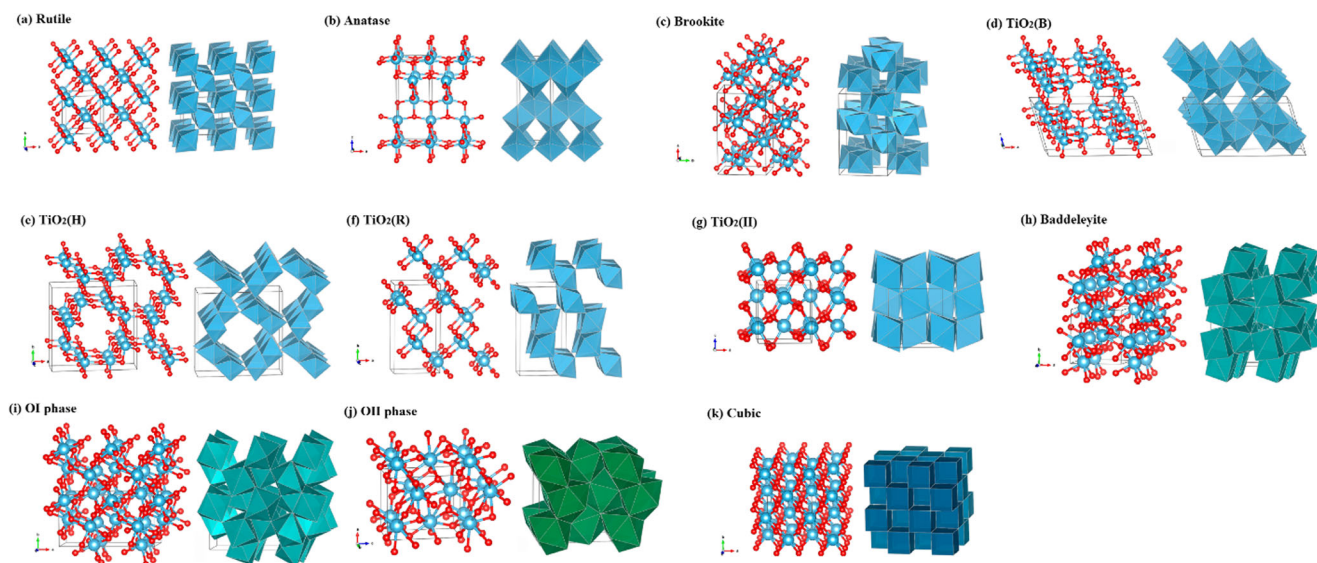 (a) Rutile
(b) Anatase
(c) Brookite
(d) TiO₂(B)
(e) TiO₂(H)
(f) TiO₂(R)
(g) TiO₂(II)
(h) Baddeleyite
(i) OI phase
(j) OII phase
(k) Cubic